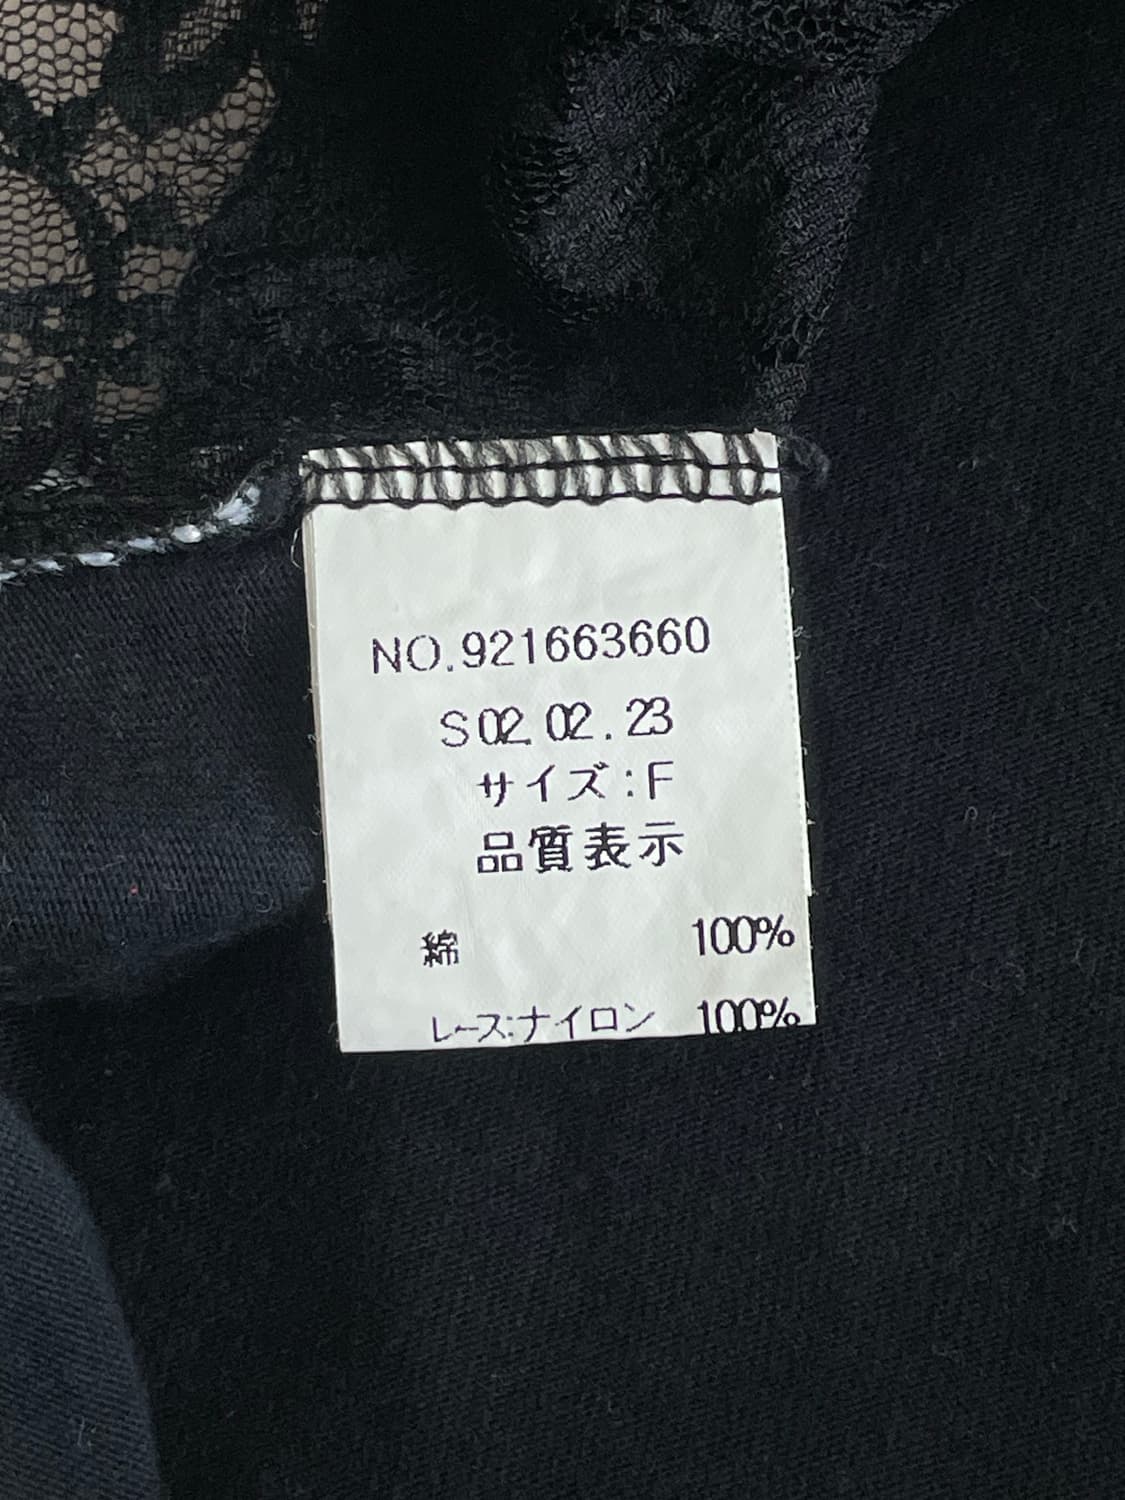 NO.921663660
S 02.02.23
サイズ:F
品質表示
綿 100%
レース:ナイロン 100%